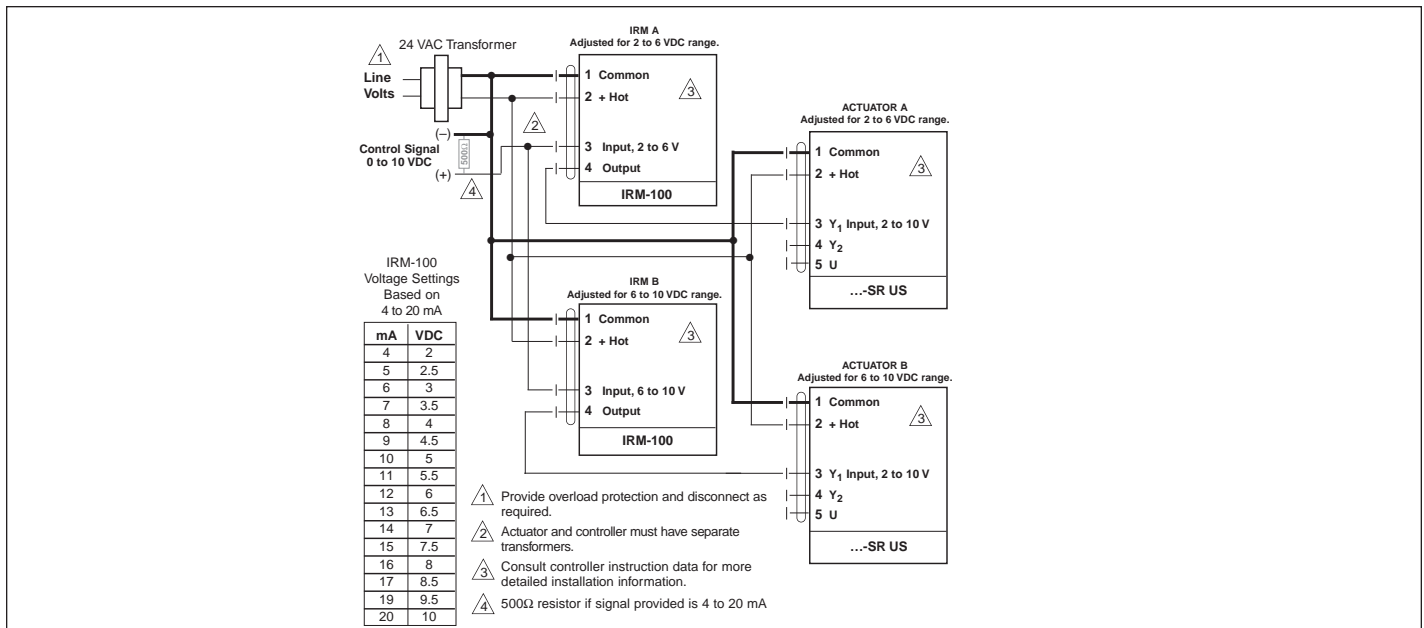 24 VAC Transformer
1
Line
Volts
(–)
Control Signal
0 to 10 VDC
(+)
500Ω
4
2
IRM A
Adjusted for 2 to 6 VDC range.
1 Common
2 + Hot
3
3 Input, 2 to 6 V
4 Output
IRM-100
ACTUATOR A
Adjusted for 2 to 6 VDC range.
1 Common
2 + Hot
3
3 Y1 Input, 2 to 10 V
4 Y2
5 U
...-SR US
IRM B
Adjusted for 6 to 10 VDC range.
1 Common
2 + Hot
3
3 Input, 6 to 10 V
4 Output
IRM-100
ACTUATOR B
Adjusted for 6 to 10 VDC range.
1 Common
2 + Hot
3
3 Y1 Input, 2 to 10 V
4 Y2
5 U
...-SR US
IRM-100
Voltage Settings
Based on
4 to 20 mA
mA VDC
4 2
5 2.5
6 3
7 3.5
8 4
9 4.5
10 5
11 5.5
12 6
13 6.5
14 7
15 7.5
16 8
17 8.5
19 9.5
20 10
1 Provide overload protection and disconnect as
required.
2 Actuator and controller must have separate
transformers.
3 Consult controller instruction data for more
detailed installation information.
4 500Ω resistor if signal provided is 4 to 20 mA